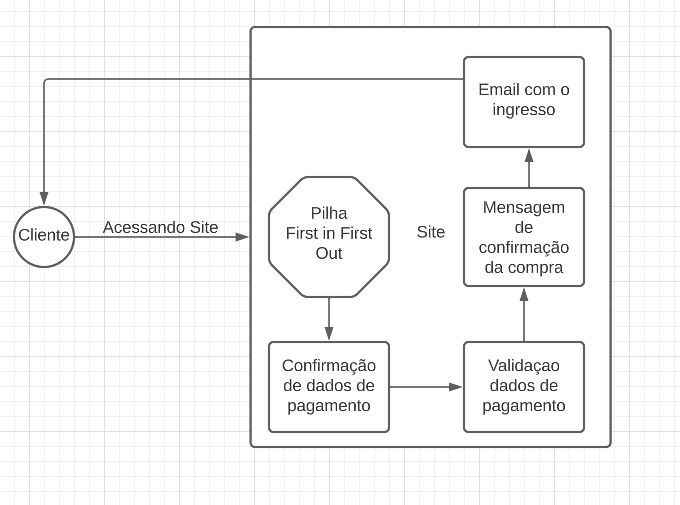 Cliente
Acessando Site
Pilha
First in First
Out
Site
Confirmação
de dados de
pagamento
Validaçao
dados de
pagamento
Mensagem
de
confirmação
da compra
Email com o
ingresso